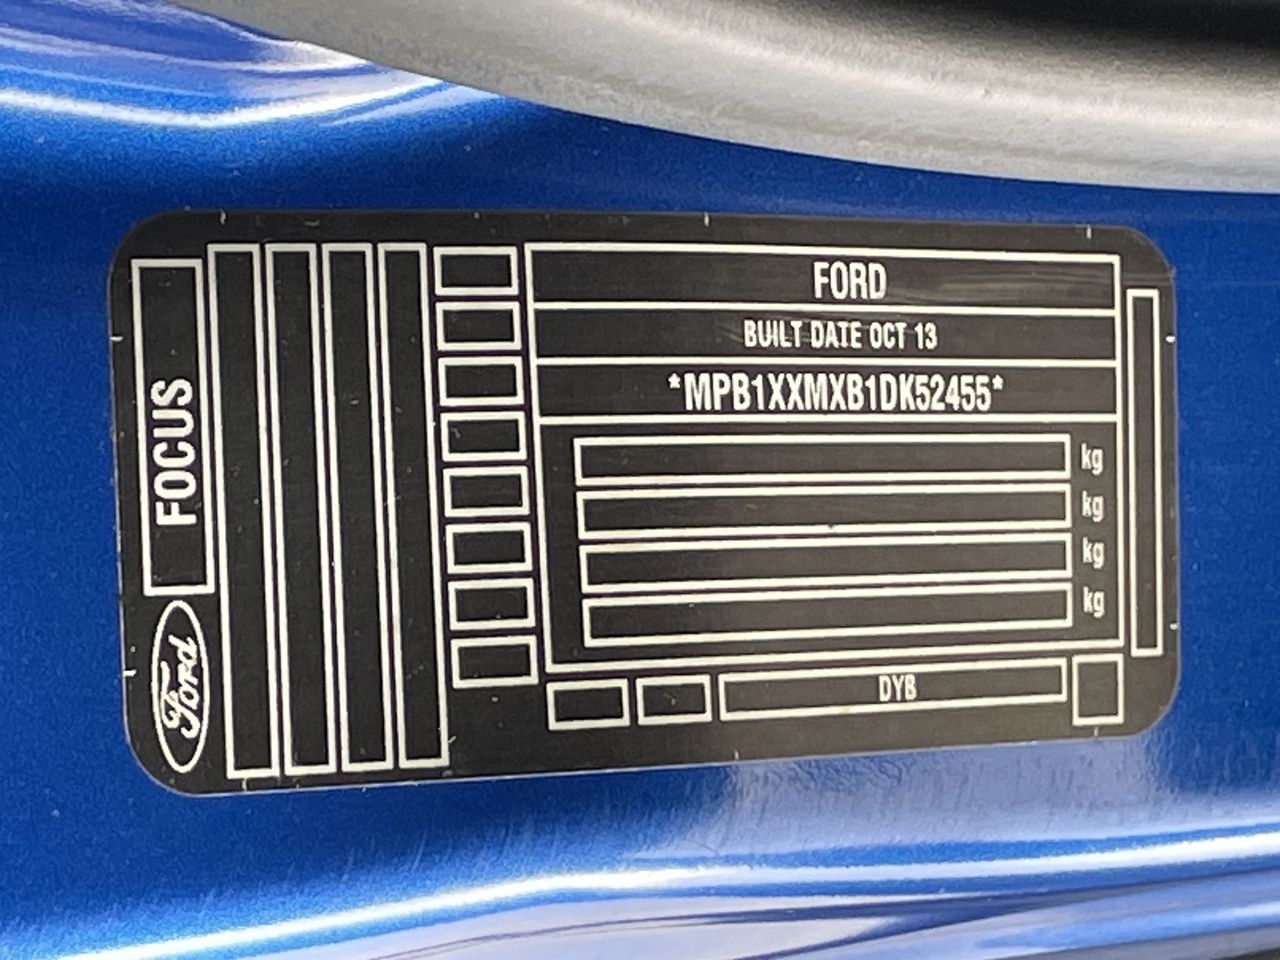 FORD
BUILT DATE OCT 13
*MPB1XXMXB1DK52455*
kg
kg
kg
kg
DYB
FOCUS
Ford